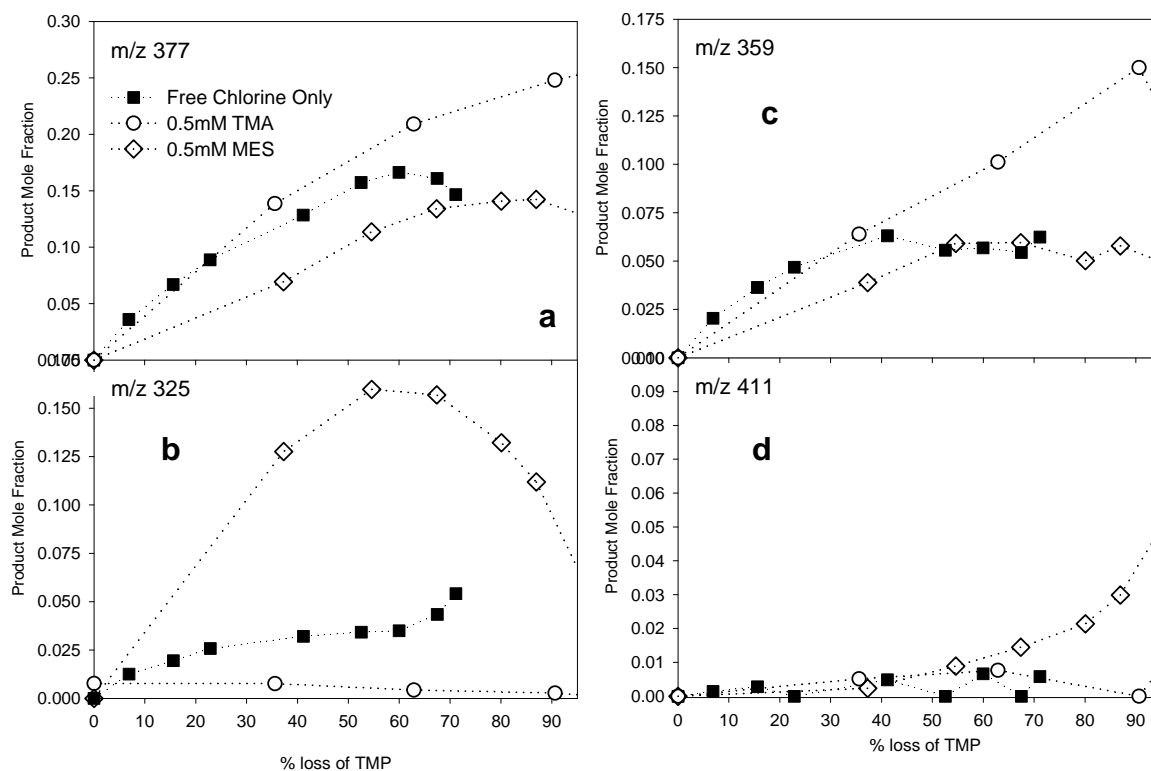 0.30
0.25
0.20
0.15
0.10
0.05
Product Mole Fraction
m/z 377
Free Chlorine Only
0.5mM TMA
0.5mM MES
a
0.175
0.150
0.125
0.100
0.075
0.050
0.025
0.000
Product Mole Fraction
m/z 325
b
0 10 20 30 40 50 60 70 80 90
% loss of TMP
0.175
0.150
0.125
0.100
0.075
0.050
0.025
Product Mole Fraction
m/z 359
c
0.10
0.09
0.08
0.07
0.06
0.05
0.04
0.03
0.02
0.01
0.00
Product Mole Fraction
m/z 411
d
0 10 20 30 40 50 60 70 80 90
% loss of TMP